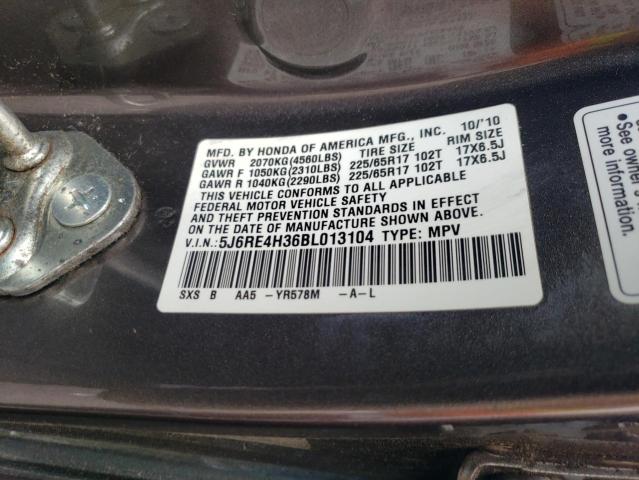 MFD. BY HONDA OF AMERICA MFG., INC. 10/'10
GVWR 2070KG(4560LBS) TIRE SIZE RIM SIZE
GAWR F 1050KG(2310LBS) 225/65R17 102T 17X6.5J
GAWR R 1040KG(2290LBS) 225/65R17 102T 17X6.5J
THIS VEHICLE CONFORMS TO ALL APPLICABLE
FEDERAL MOTOR VEHICLE SAFETY
AND THEFT PREVENTION STANDARDS IN EFFECT
ON THE DATE OF MANUFACTURE SHOWN ABOVE.
V.I.N.: 5J6RE4H36BL013104 TYPE: MPV
SXS B AA5 -YR578M -A-L
•See owner